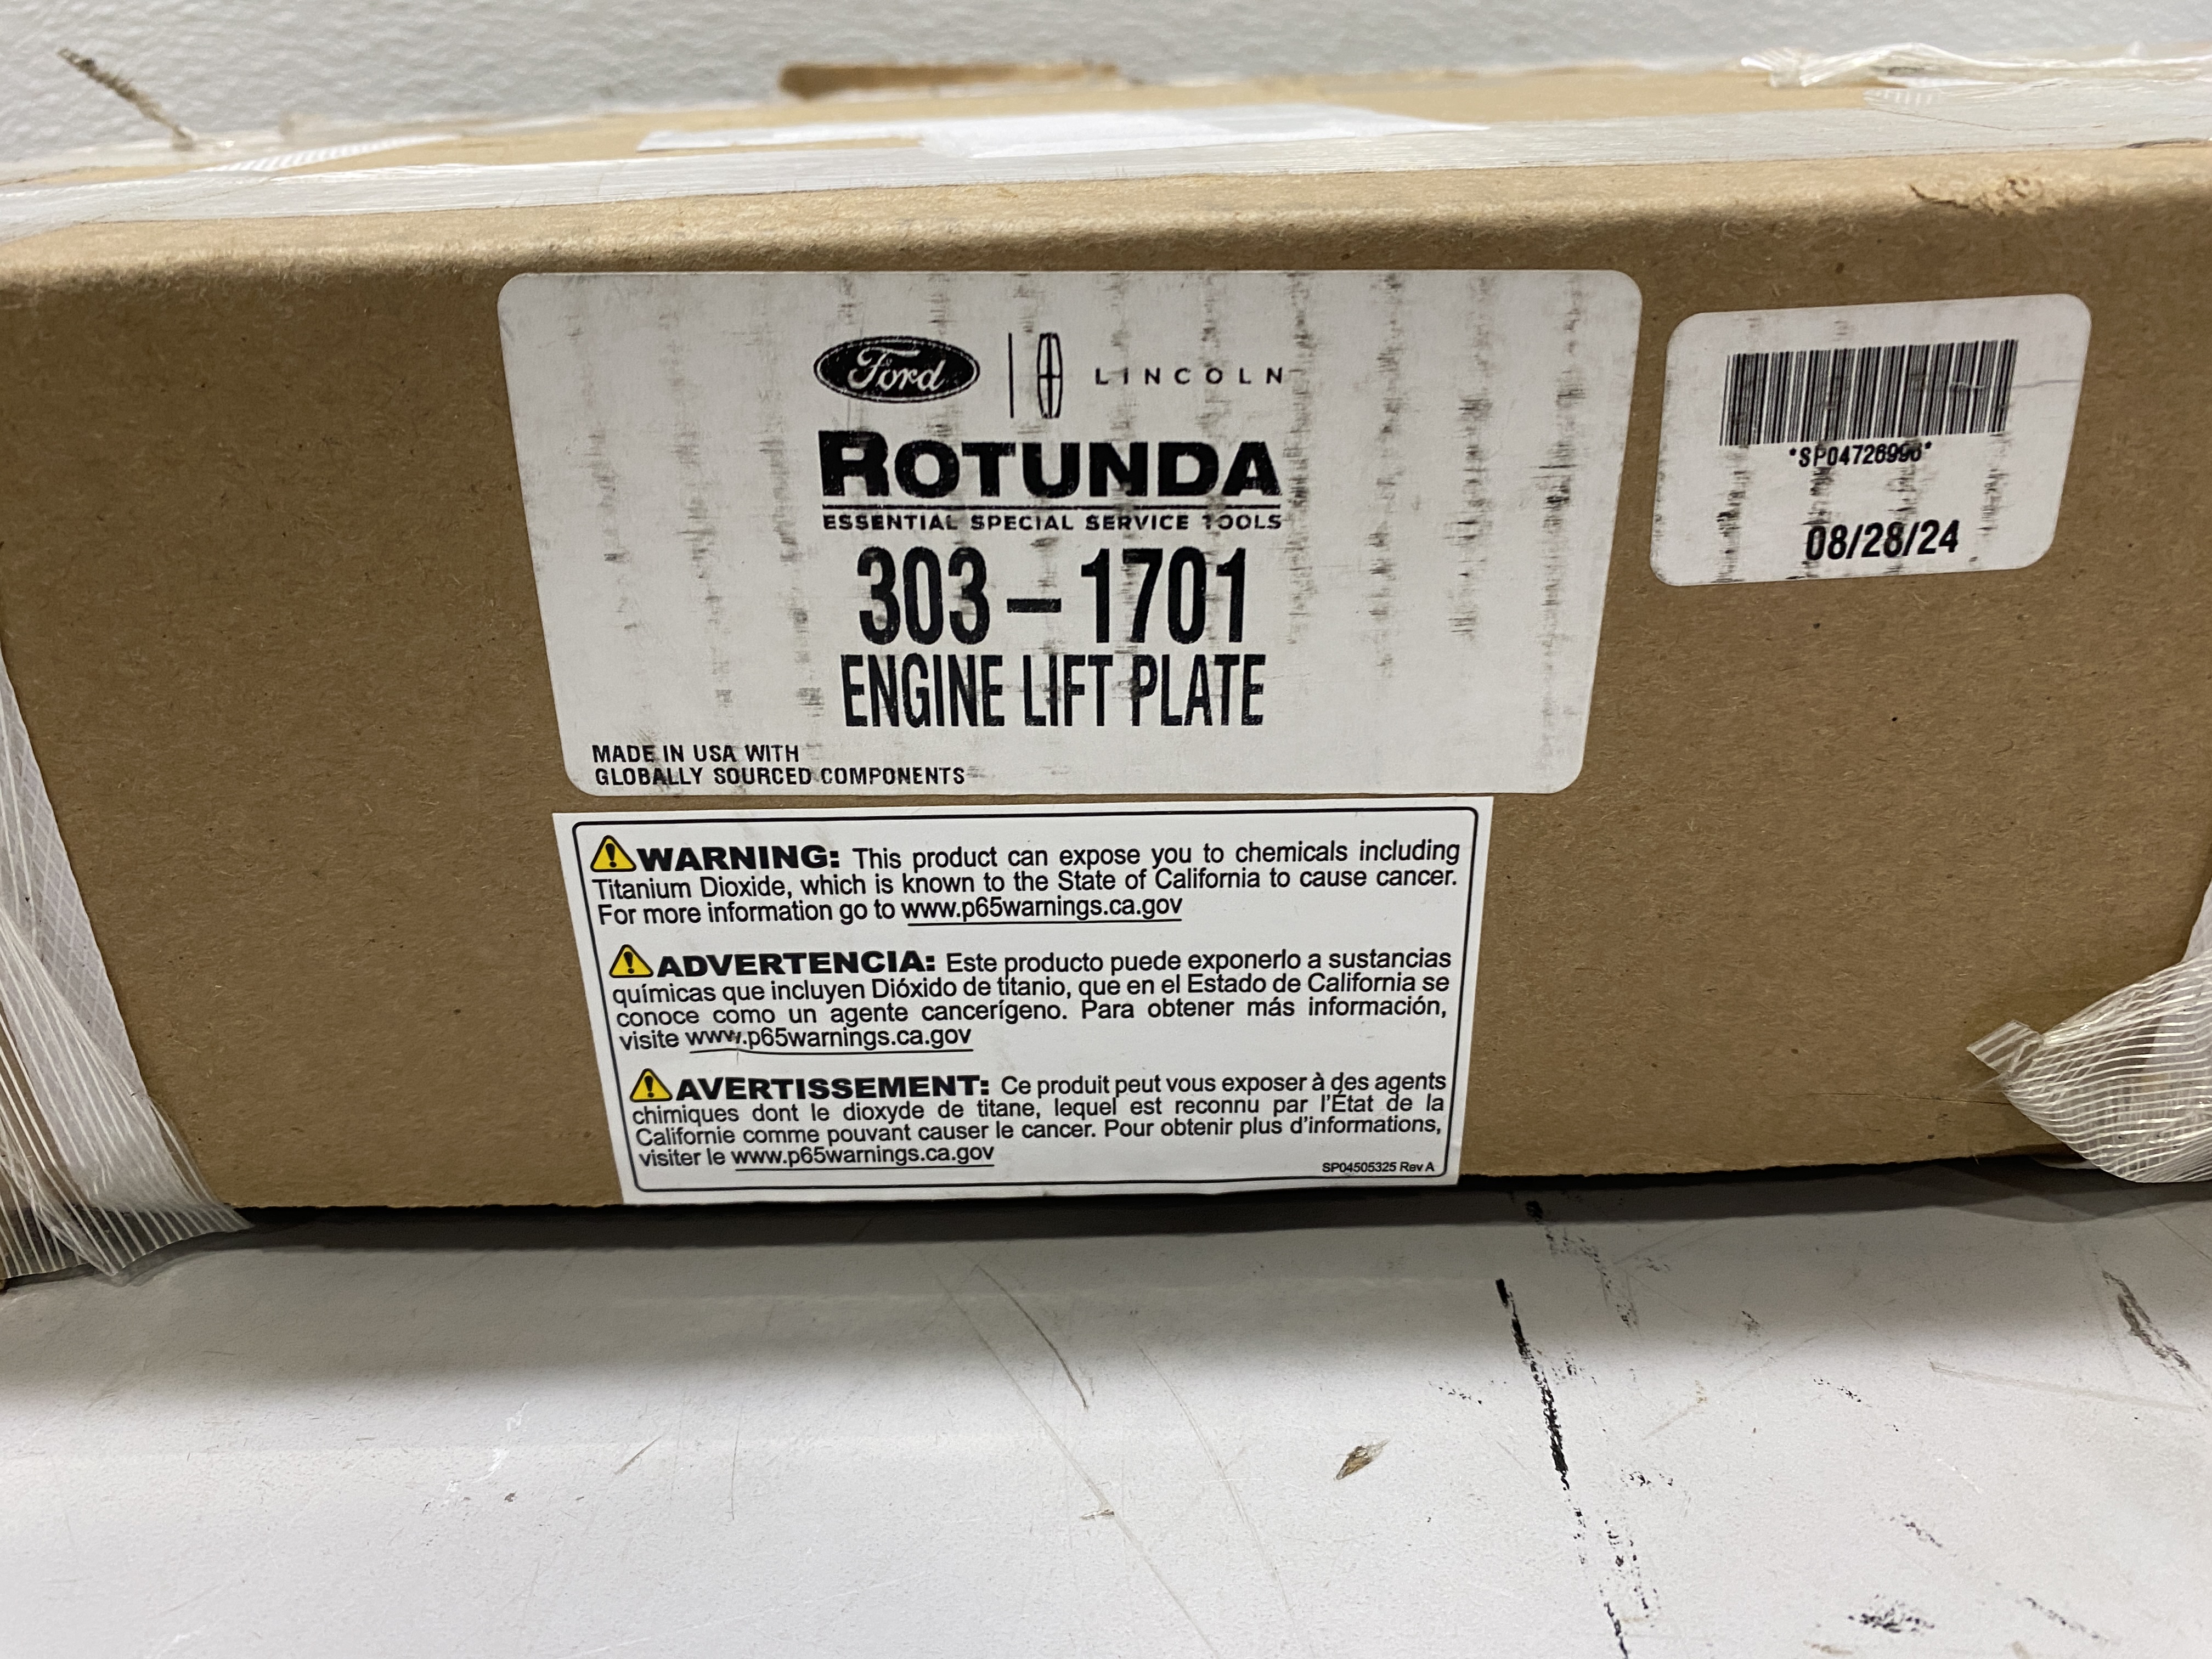 Ford | LINCOLN
ROTUNDA
ESSENTIAL SPECIAL SERVICE TOOLS
303-1701
ENGINE LIFT PLATE
MADE IN USA WITH
GLOBALLY SOURCED COMPONENTS
*SP04726996*
08/28/24
WARNING: This product can expose you to chemicals including
Titanium Dioxide, which is known to the State of California to cause cancer.
For more information go to www.p65warnings.ca.gov
ADVERTENCIA: Este producto puede exponerlo a sustancias
químicas que incluyen Dióxido de titanio, que en el Estado de California se
conoce como un agente cancerígeno. Para obtener más información,
visite www.p65warnings.ca.gov
AVERTISSEMENT: Ce produit peut vous exposer à des agents
chimiques dont le dioxyde de titane, lequel est reconnu par l'État de la
Californie comme pouvant causer le cancer. Pour obtenir plus d'informations,
visiter le www.p65warnings.ca.gov
SP04505325 Rev A